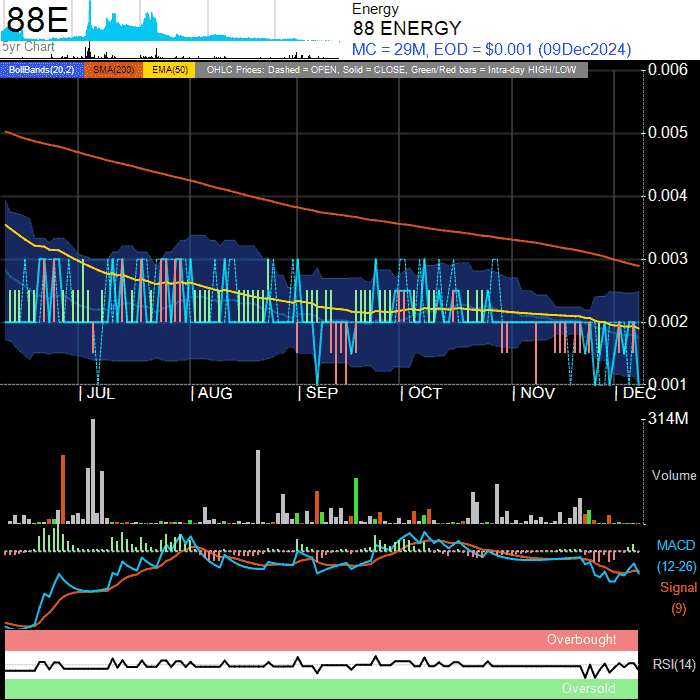 88E
5yr Chart
Energy
88 ENERGY
MC = 29M, EOD = $0.001 (09Dec2024)
BollBands(20,2) SMA(200) EMA(50) OHLC Prices: Dashed = OPEN, Solid = CLOSE, Green/Red bars = Intra-day HIGH/LOW
0.006
0.005
0.004
0.003
0.002
0.001
JUL AUG SEP OCT NOV DEC
314M
Volume
MACD
(12-26)
Signal
(9)
Overbought
RSI(14)
Oversold